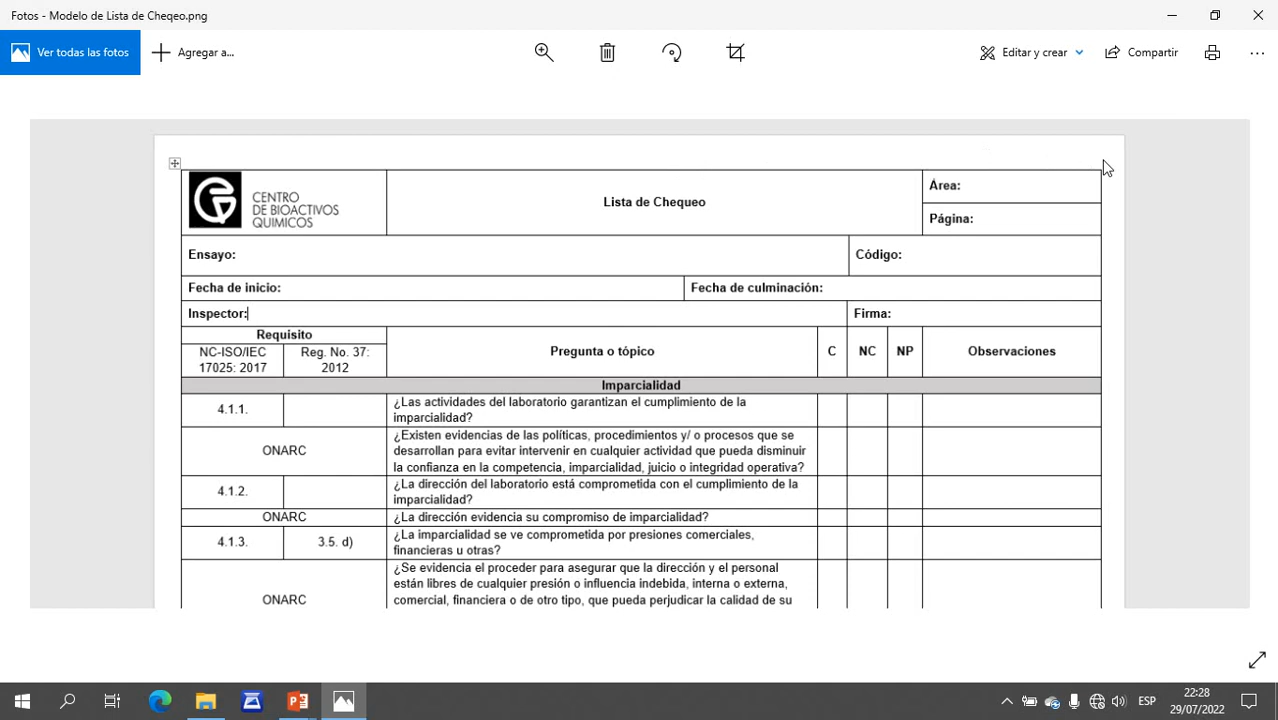 Fotos - Modelo de Lista de Cheqeo.png
Ver todas las fotos
Agregar a...
Editar y crear
Compartir
CENTRO
DE BIOACTIVOS
QUIMICOS
Lista de Chequeo
Área:
Página:
Ensayo:
Código:
Fecha de inicio:
Fecha de culminación:
Inspector:
Firma:
Requisito
NC-ISO/IEC
17025: 2017
Reg. No. 37:
2012
Pregunta o tópico
C
NC
NP
Observaciones
Imparcialidad
4.1.1.
¿Las actividades del laboratorio garantizan el cumplimiento de la
imparcialidad?
ONARC
¿Existen evidencias de las políticas, procedimientos y/ o procesos que se
desarrollan para evitar intervenir en cualquier actividad que pueda disminuir
la confianza en la competencia, imparcialidad, juicio o integridad operativa?
4.1.2.
¿La dirección del laboratorio está comprometida con el cumplimiento de la
imparcialidad?
ONARC
¿La dirección evidencia su compromiso de imparcialidad?
4.1.3.
3.5. d)
¿La imparcialidad se ve comprometida por presiones comerciales,
financieras u otras?
ONARC
¿Se evidencia el proceder para asegurar que la dirección y el personal
están libres de cualquier presión o influencia indebida, interna o externa,
comercial, financiera o de otro tipo, que pueda perjudicar la calidad de su
ESP
22:28
29/07/2022